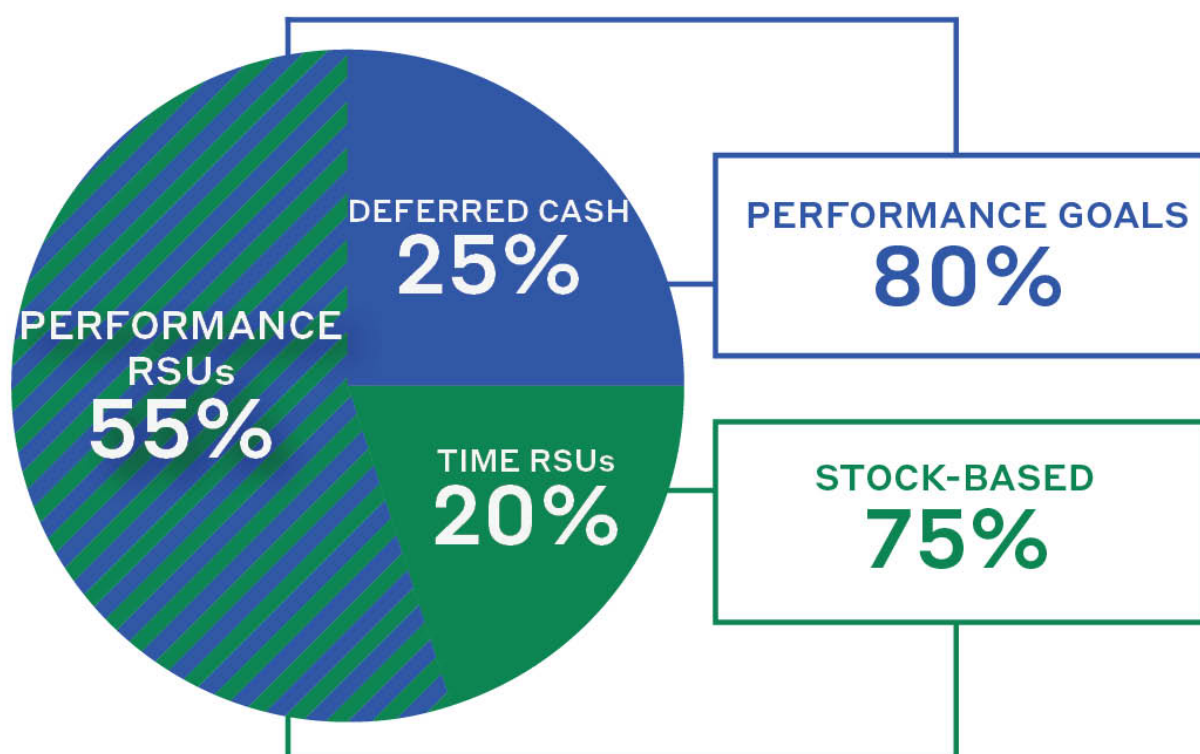 DEFERRED CASH
25%
PERFORMANCE GOALS
80%
PERFORMANCE
RSUs
55%
TIME RSUs
20%
STOCK-BASED
75%